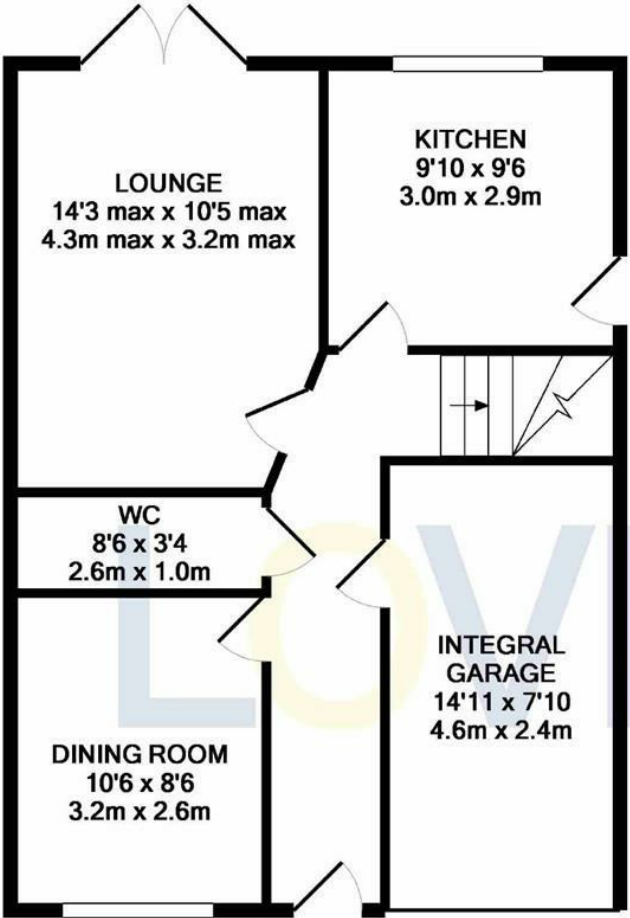 KITCHEN
9'10 x 9'6
3.0m x 2.9m
LOUNGE
14'3 max x 10'5 max
4.3m max x 3.2m max
WC
8'6 x 3'4
2.6m x 1.0m
INTEGRAL
GARAGE
14'11 x 7'10
4.6m x 2.4m
DINING ROOM
10'6 x 8'6
3.2m x 2.6m
LOV